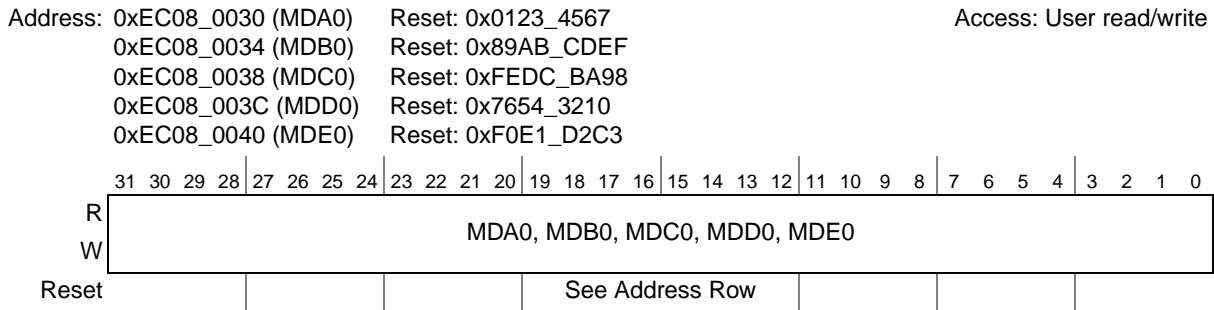 Address: 0xEC08_0030 (MDA0) Reset: 0x0123_4567 Access: User read/write
0xEC08_0034 (MDB0) Reset: 0x89AB_CDEF
0xEC08_0038 (MDC0) Reset: 0xFEDC_BA98
0xEC08_003C (MDD0) Reset: 0x7654_3210
0xEC08_0040 (MDE0) Reset: 0xF0E1_D2C3
31 30 29 28 27 26 25 24 23 22 21 20 19 18 17 16 15 14 13 12 11 10 9 8 7 6 5 4 3 2 1 0
R
MDA0, MDB0, MDC0, MDD0, MDE0
W
Reset See Address Row